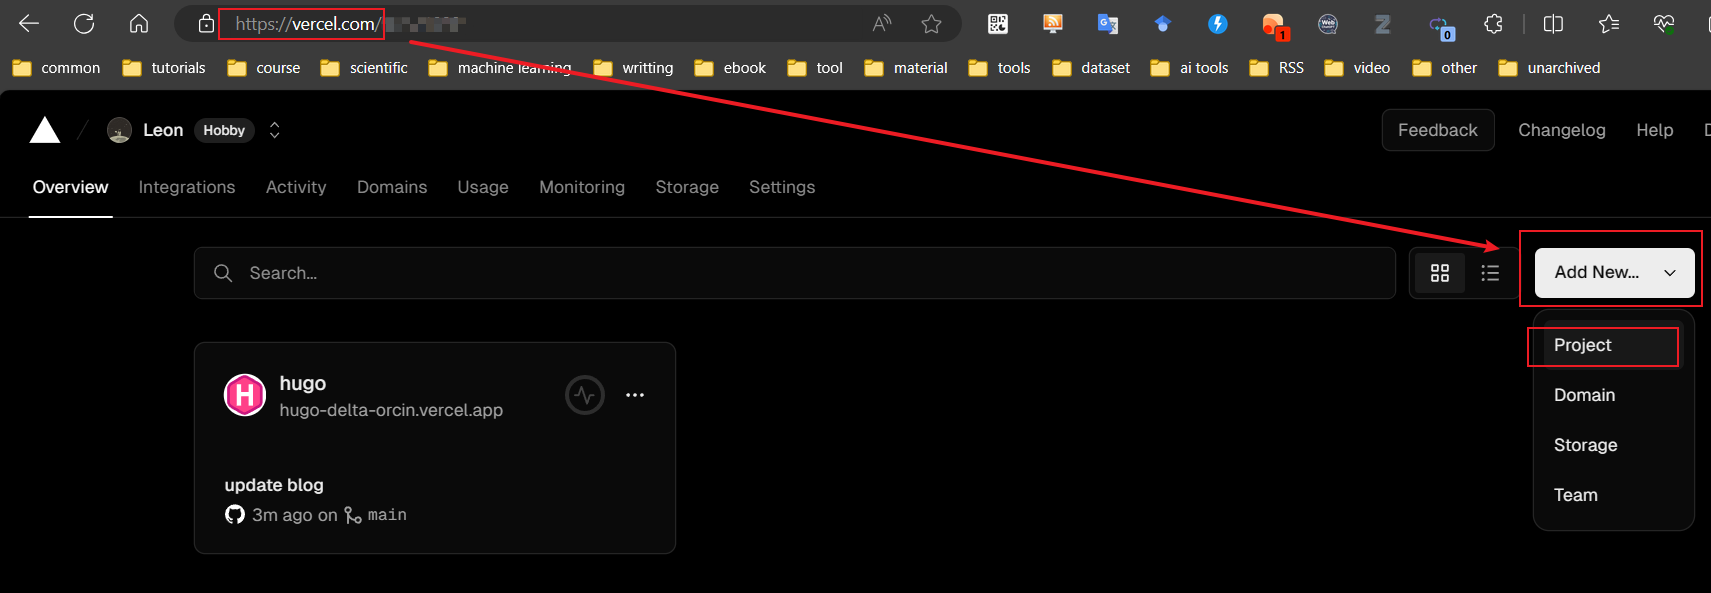 https://vercel.com/
1
0
common tutorials course scientific machine learning writting ebook tool material tools dataset ai tools RSS video other unarchived
Leon Hobby Feedback Changelog Help
Overview Integrations Activity Domains Usage Monitoring Storage Settings
Search... Add New...
Project
Domain
Storage
Team
H hugo
hugo-delta-orcin.vercel.app
update blog
3m ago on main